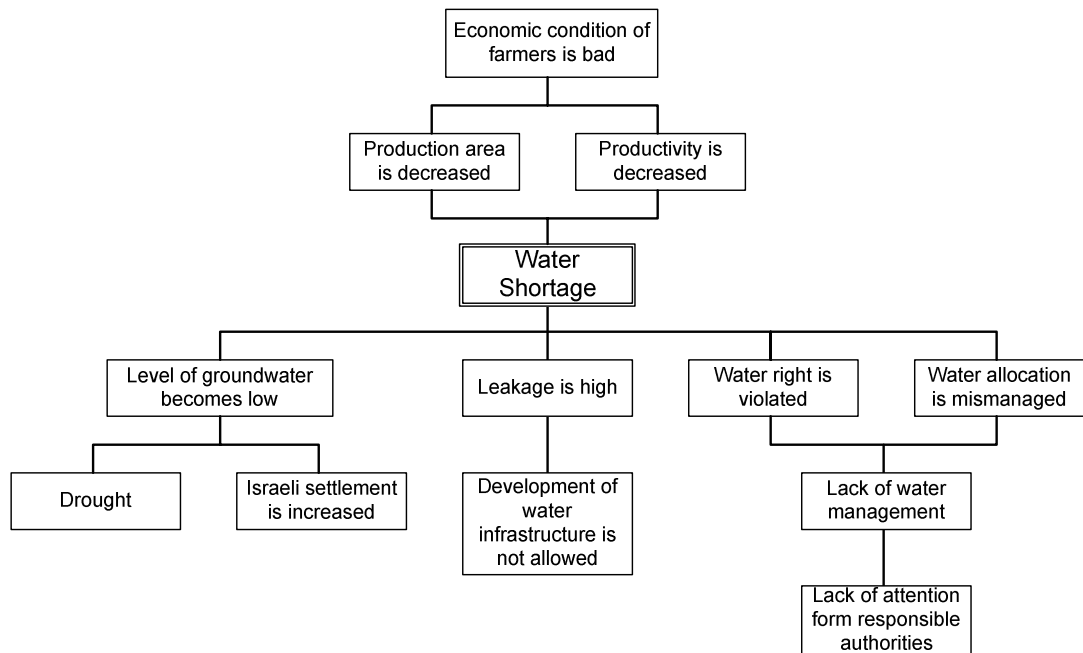 Economic condition of
farmers is bad
Production area
is decreased
Productivity is
decreased
Water
Shortage
Level of groundwater
becomes low
Leakage is high
Water right is
violated
Water allocation
is mismanaged
Drought
Israeli settlement
is increased
Development of
water
infrastructure is
not allowed
Lack of water
management
Lack of attention
form responsible
authorities